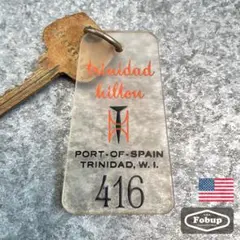 trinidad
hilton
PORT-OF-SPAIN
TRINIDAD, W. I.
416
Fobup